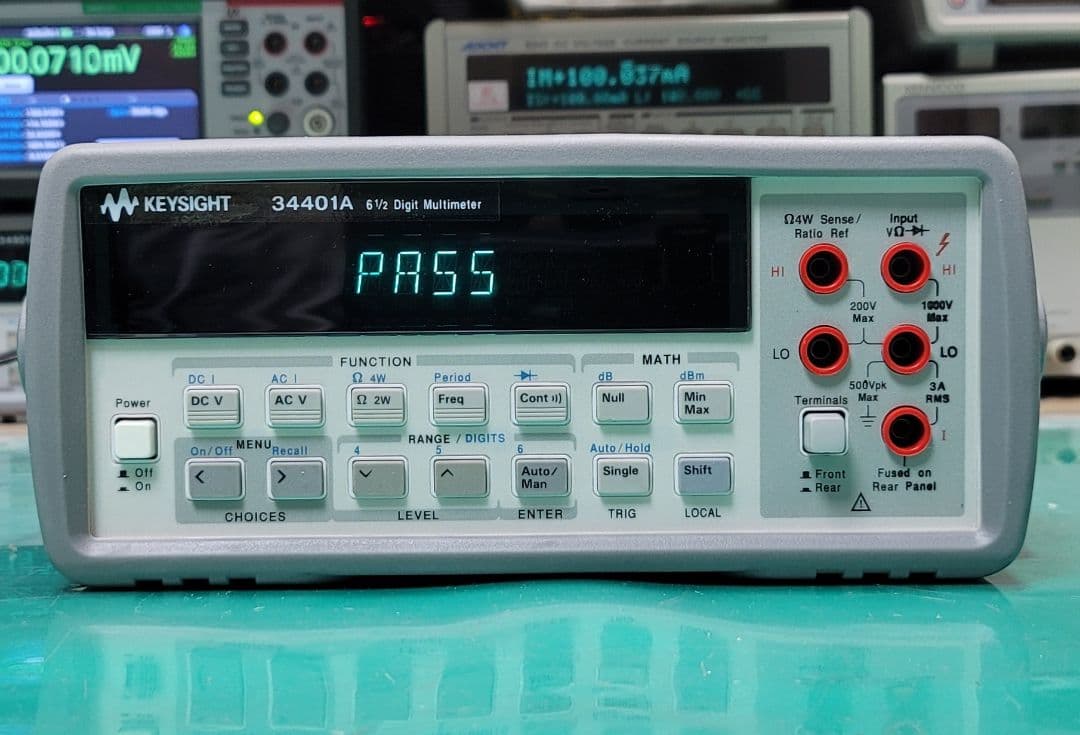 00.0710mV
IM+100.037mA
KENWOOD
KEYSIGHT 34401A 6½ Digit Multimeter
PASS
Ω4W Sense/
Ratio Ref
Input
VΩ
HI
HI
200V
Max
1000V
Max
LO
LO
500Vpk
Max
3A
RMS
Terminals
I
Front
Rear
Fused on
Rear Panel
FUNCTION
MATH
DC I
AC I
Ω 4W
Period
dB
dBm
DC V
AC V
Ω 2W
Freq
Cont
Null
Min
Max
Power
Off
On
MENU
RANGE / DIGITS
On/Off
Recall
4
5
6
Auto/Hold
<
>
Auto/
Man
Single
Shift
CHOICES
LEVEL
ENTER
TRIG
LOCAL